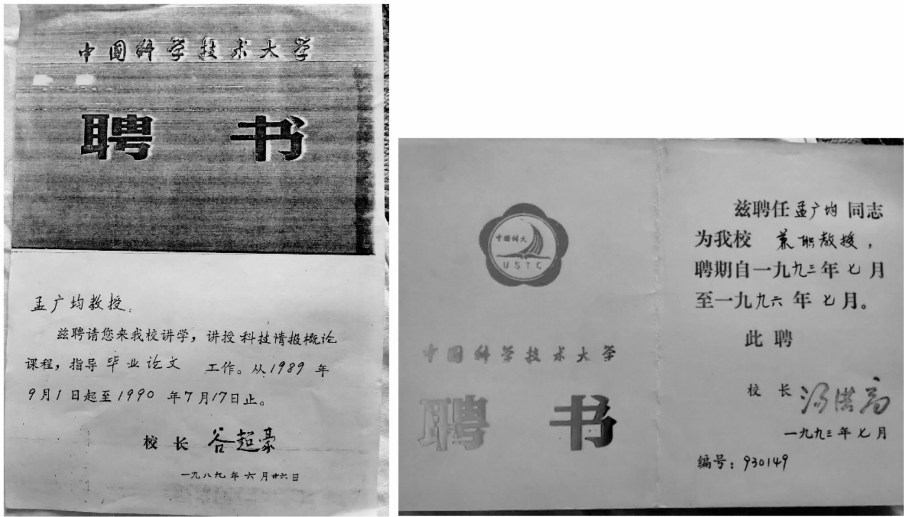 中国科学技术大学
聘 书
孟广均教授:
兹聘请您来我校讲学，讲授科技情报概论
课程，指导毕业论文 工作。从1989年
9月1日起至1990年7月17日止。
校 长 谷超豪
一九八九年六月廿六日
中国科大
USTC
中国科学技术大学
聘 书
兹聘任孟广均同志
为我校 兼职教授，
聘期自一九九三年七月
至一九九六年七月。
此 聘
校 长 汤洪高
一九九三年七月
编号：930149